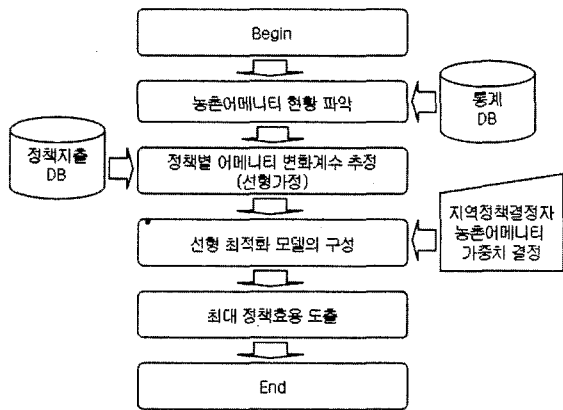 Begin
농촌어메니티 현황 파악
통계
DB
정책지출
DB
정책별 어메니티 변화계수 추정
(선형가정)
선형 최적화 모델의 구성
지역정책결정자
농촌어메니티
가중치 결정
최대 정책효용 도출
End